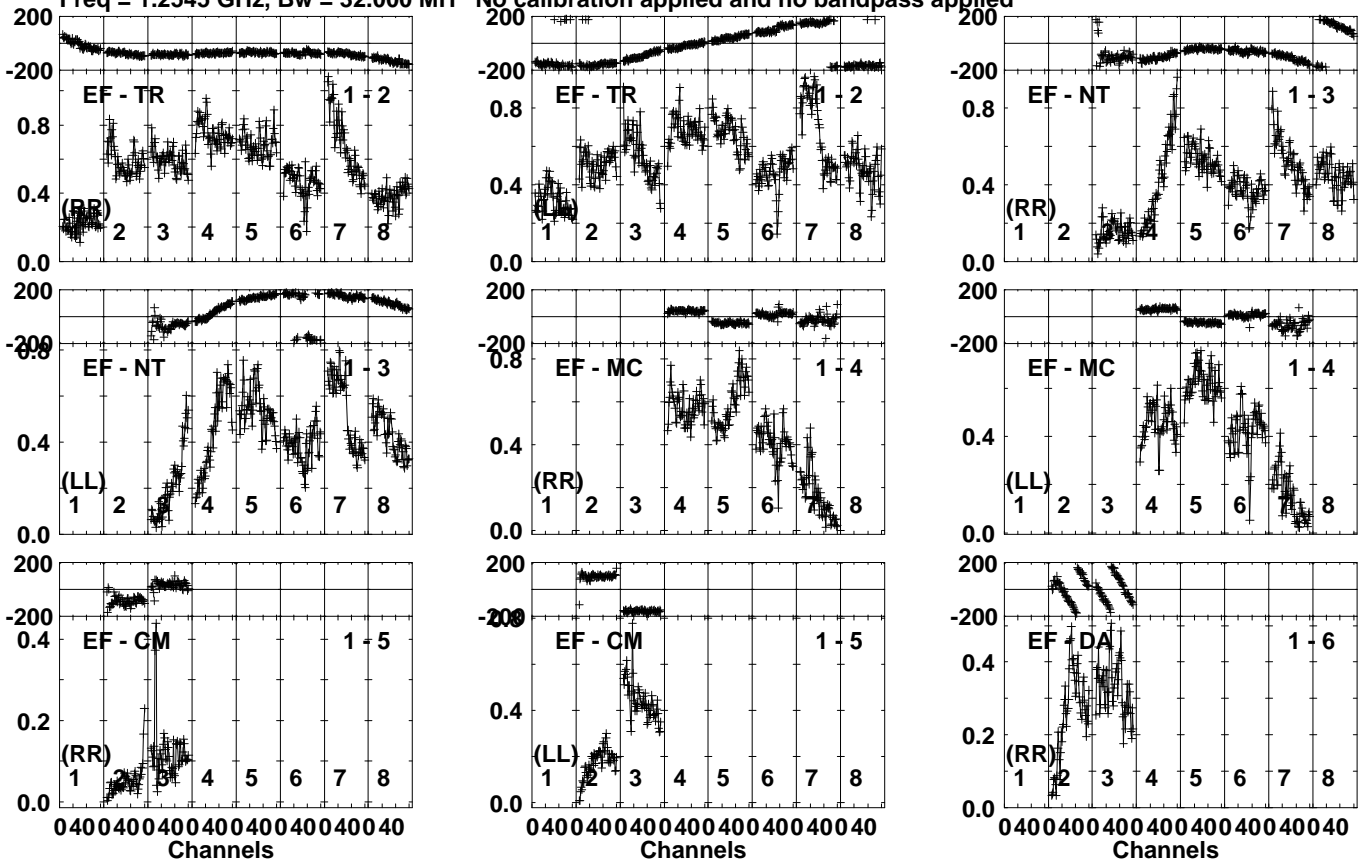 Freq = 1.2545 GHz, Bw = 32.000 MH No calibration applied and no bandpass applied
200 200 200
-200 -200 -200
EF - TR 1 - 2 EF - TR 1 - 2 EF - NT 1 - 3
0.8 0.8 0.8
0.4 0.4 0.4
(RR) (LL) (RR)
1 2 3 4 5 6 7 8 1 2 3 4 5 6 7 8 1 2 3 4 5 6 7 8
0.0 0.0 0.0
200 200 200
-200 -200 -200
0.8 EF - NT 1 - 3 0.8 EF - MC 1 - 4 EF - MC 1 - 4
0.4 0.4 0.4
(LL) (RR) (LL)
1 2 3 4 5 6 7 8 1 2 3 4 5 6 7 8 1 2 3 4 5 6 7 8
0.0 0.0 0.0
200 200 200
-200 -200 -200
0.4 EF - CM 1 - 5 0.8 EF - CM 1 - 5 0.4 EF - DA 1 - 6
0.2 0.4 0.2
(RR) (LL) (RR)
1 2 3 4 5 6 7 8 1 2 3 4 5 6 7 8 1 2 3 4 5 6 7 8
0.0 0.0 0.0
0 40 0 40 0 40 0 40 0 40 0 40 0 40 0 40 0 40 0 40 0 40 0 40 0 40 0 40 0 40 0 40 0 40 0 40 0 40 0 40 0 40 0 40 0 40 0 40
Channels Channels Channels